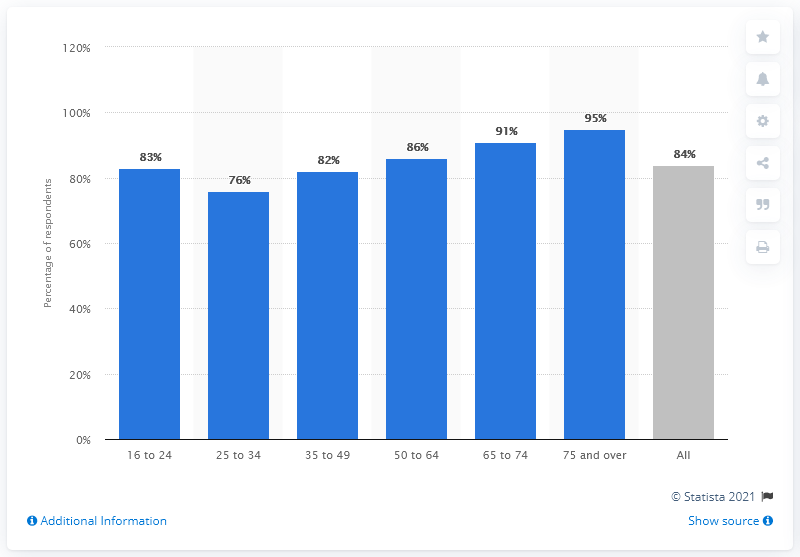 120%
100%
80%
60%
40%
20%
0%
Percentage of respondents
83%
76%
82%
86%
91%
95%
84%
16 to 24
25 to 34
35 to 49
50 to 64
65 to 74
75 and over
All
© Statista 2021
Additional Information
Show source